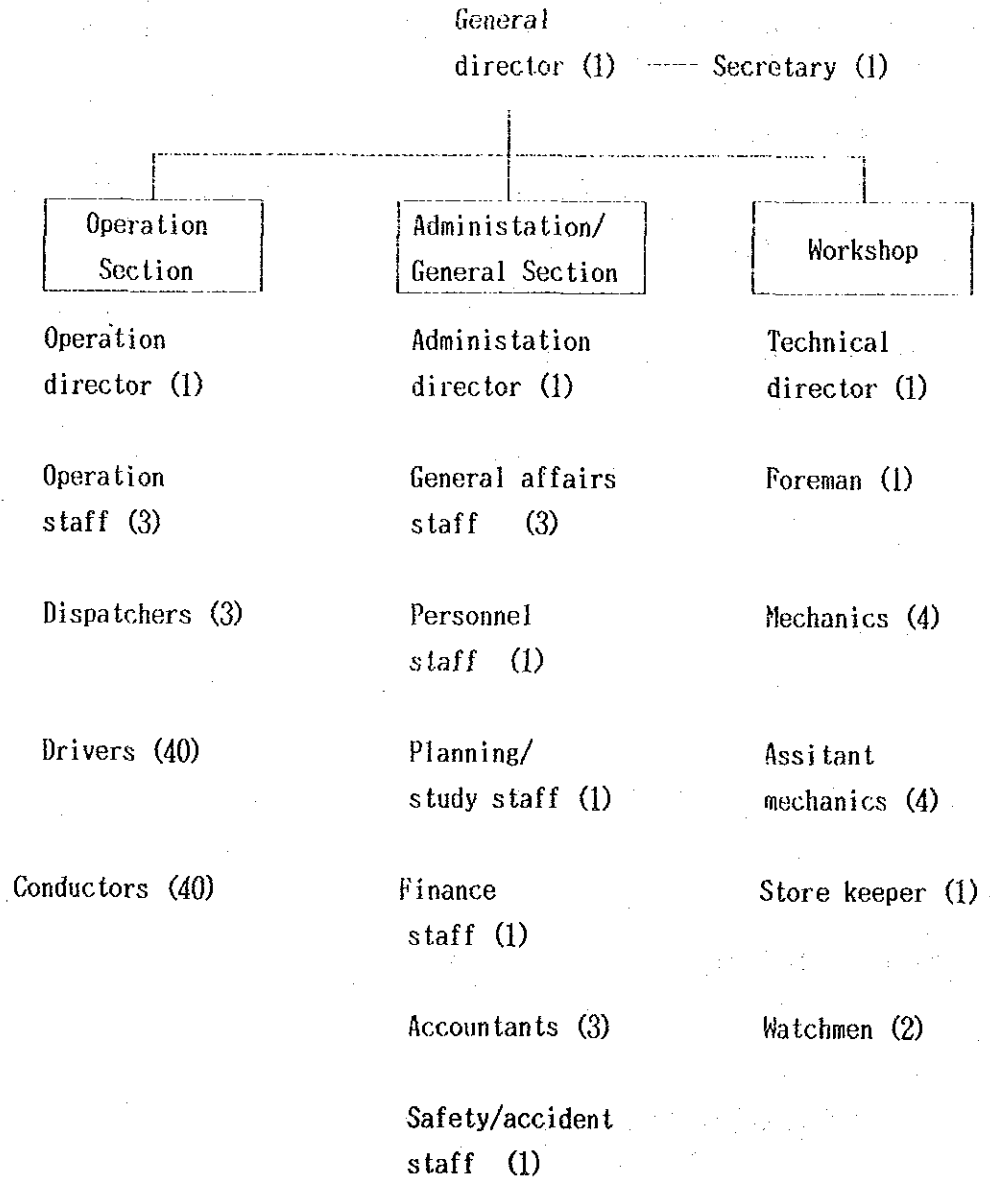 General
director (1) ------ Secretary (1)
Operation
Section
Administation/
General Section
Workshop
Operation
director (1)
Operation
staff (3)
Dispatchers (3)
Drivers (40)
Conductors (40)
Administation
director (1)
General affairs
staff (3)
Personnel
staff (1)
Planning/
study staff (1)
Finance
staff (1)
Accountants (3)
Safety/accident
staff (1)
Technical
director (1)
Foreman (1)
Mechanics (4)
Assitant
mechanics (4)
Store keeper (1)
Watchmen (2)